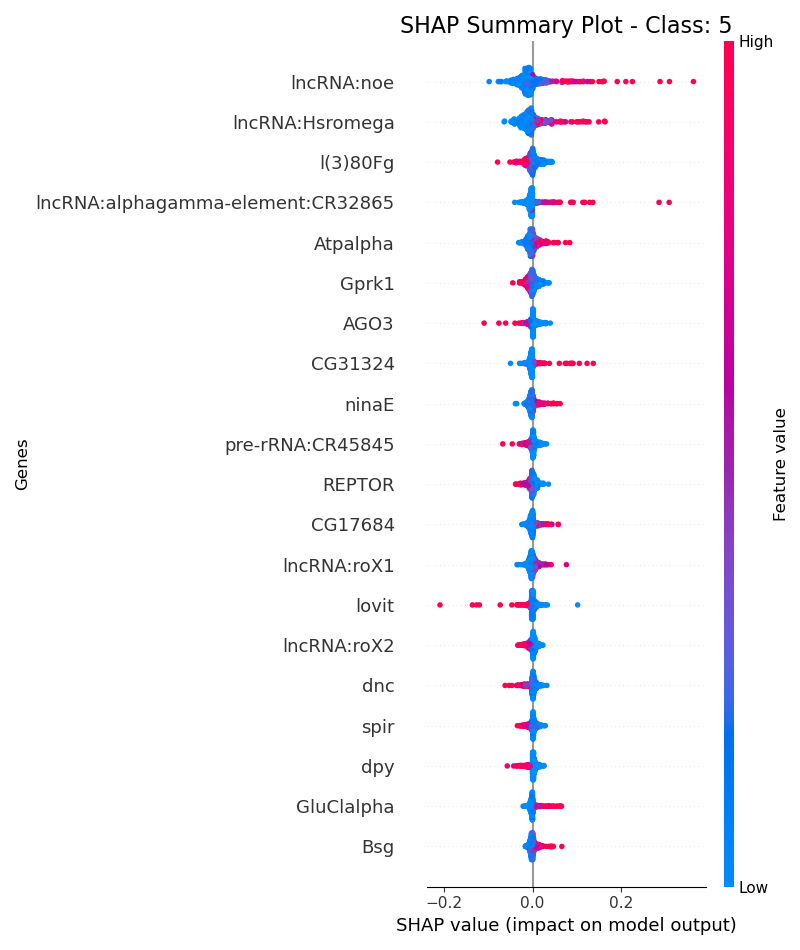 SHAP Summary Plot - Class: 5
High
lncRNA:noe
lncRNA:Hsromega
l(3)80Fg
lncRNA:alphagamma-element:CR32865
Atpalpha
Gprk1
AGO3
CG31324
ninaE
pre-rRNA:CR45845
REPTOR
CG17684
lncRNA:roX1
lovit
lncRNA:roX2
dnc
spir
dpy
GluClalpha
Bsg
Genes
Feature value
Low
−0.2 0.0 0.2
SHAP value (impact on model output)